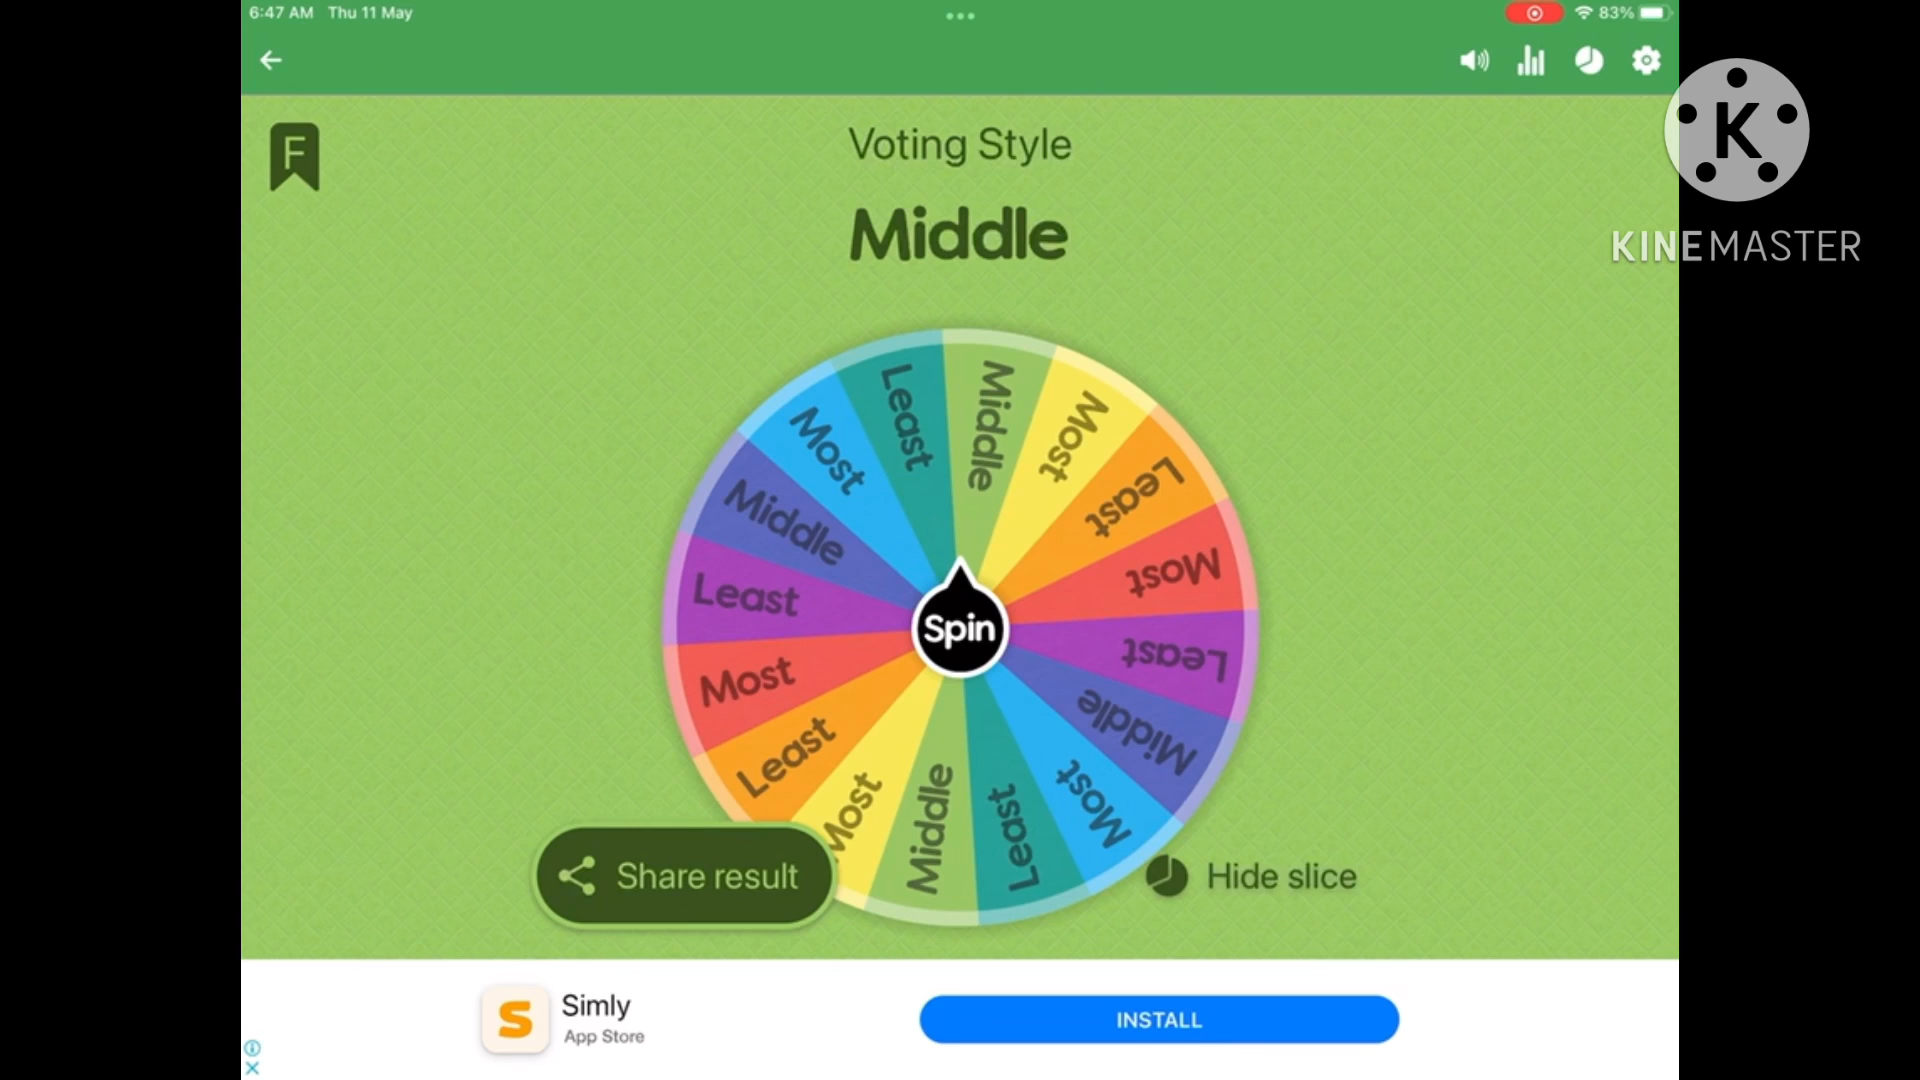 6:47 AM Thu 11 May
83%
F
Voting Style
Middle
K
KINEMASTER
Middle
Most
Least
Most
Least
Middle
Most
Least
Middle
Most
Least
Most
Least
Middle
Most
Least
Spin
Share result
Hide slice
S
Simly
App Store
INSTALL